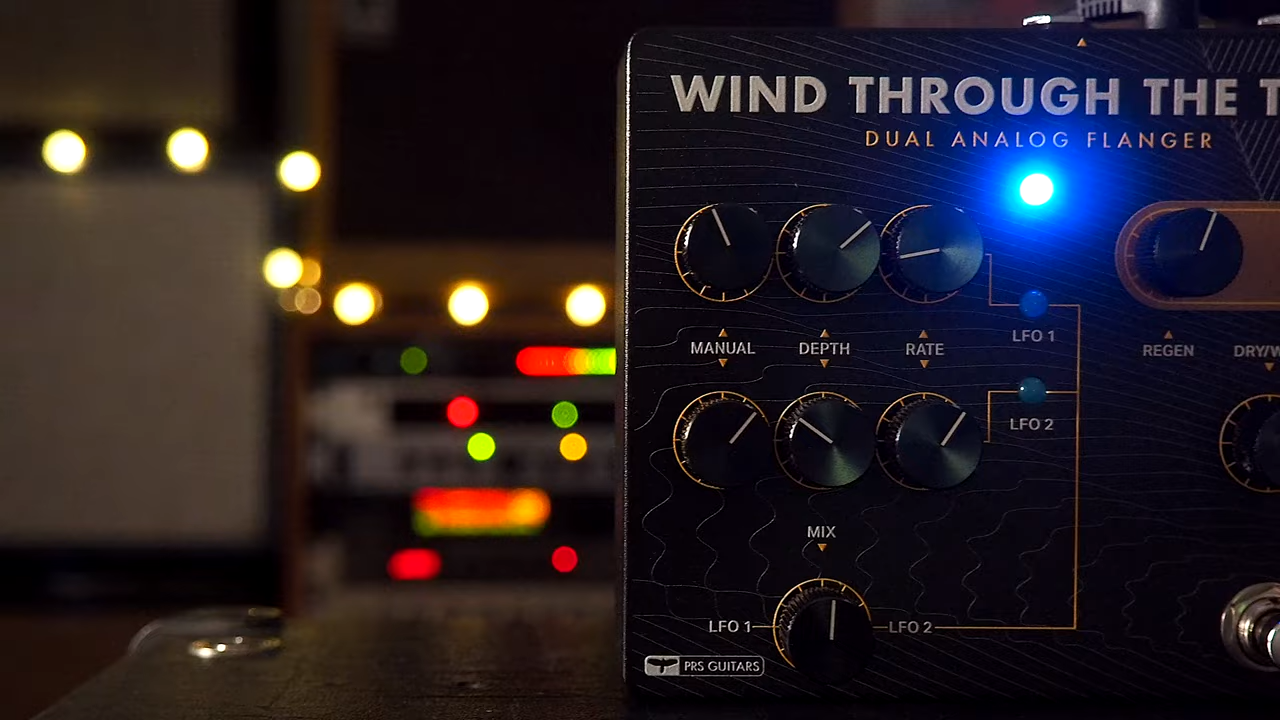 WIND THROUGH THE T
DUAL ANALOG FLANGER
MANUAL DEPTH RATE
LFO 1
REGEN
DRY/W
LFO 2
MIX
LFO 1 LFO 2
PRS GUITARS